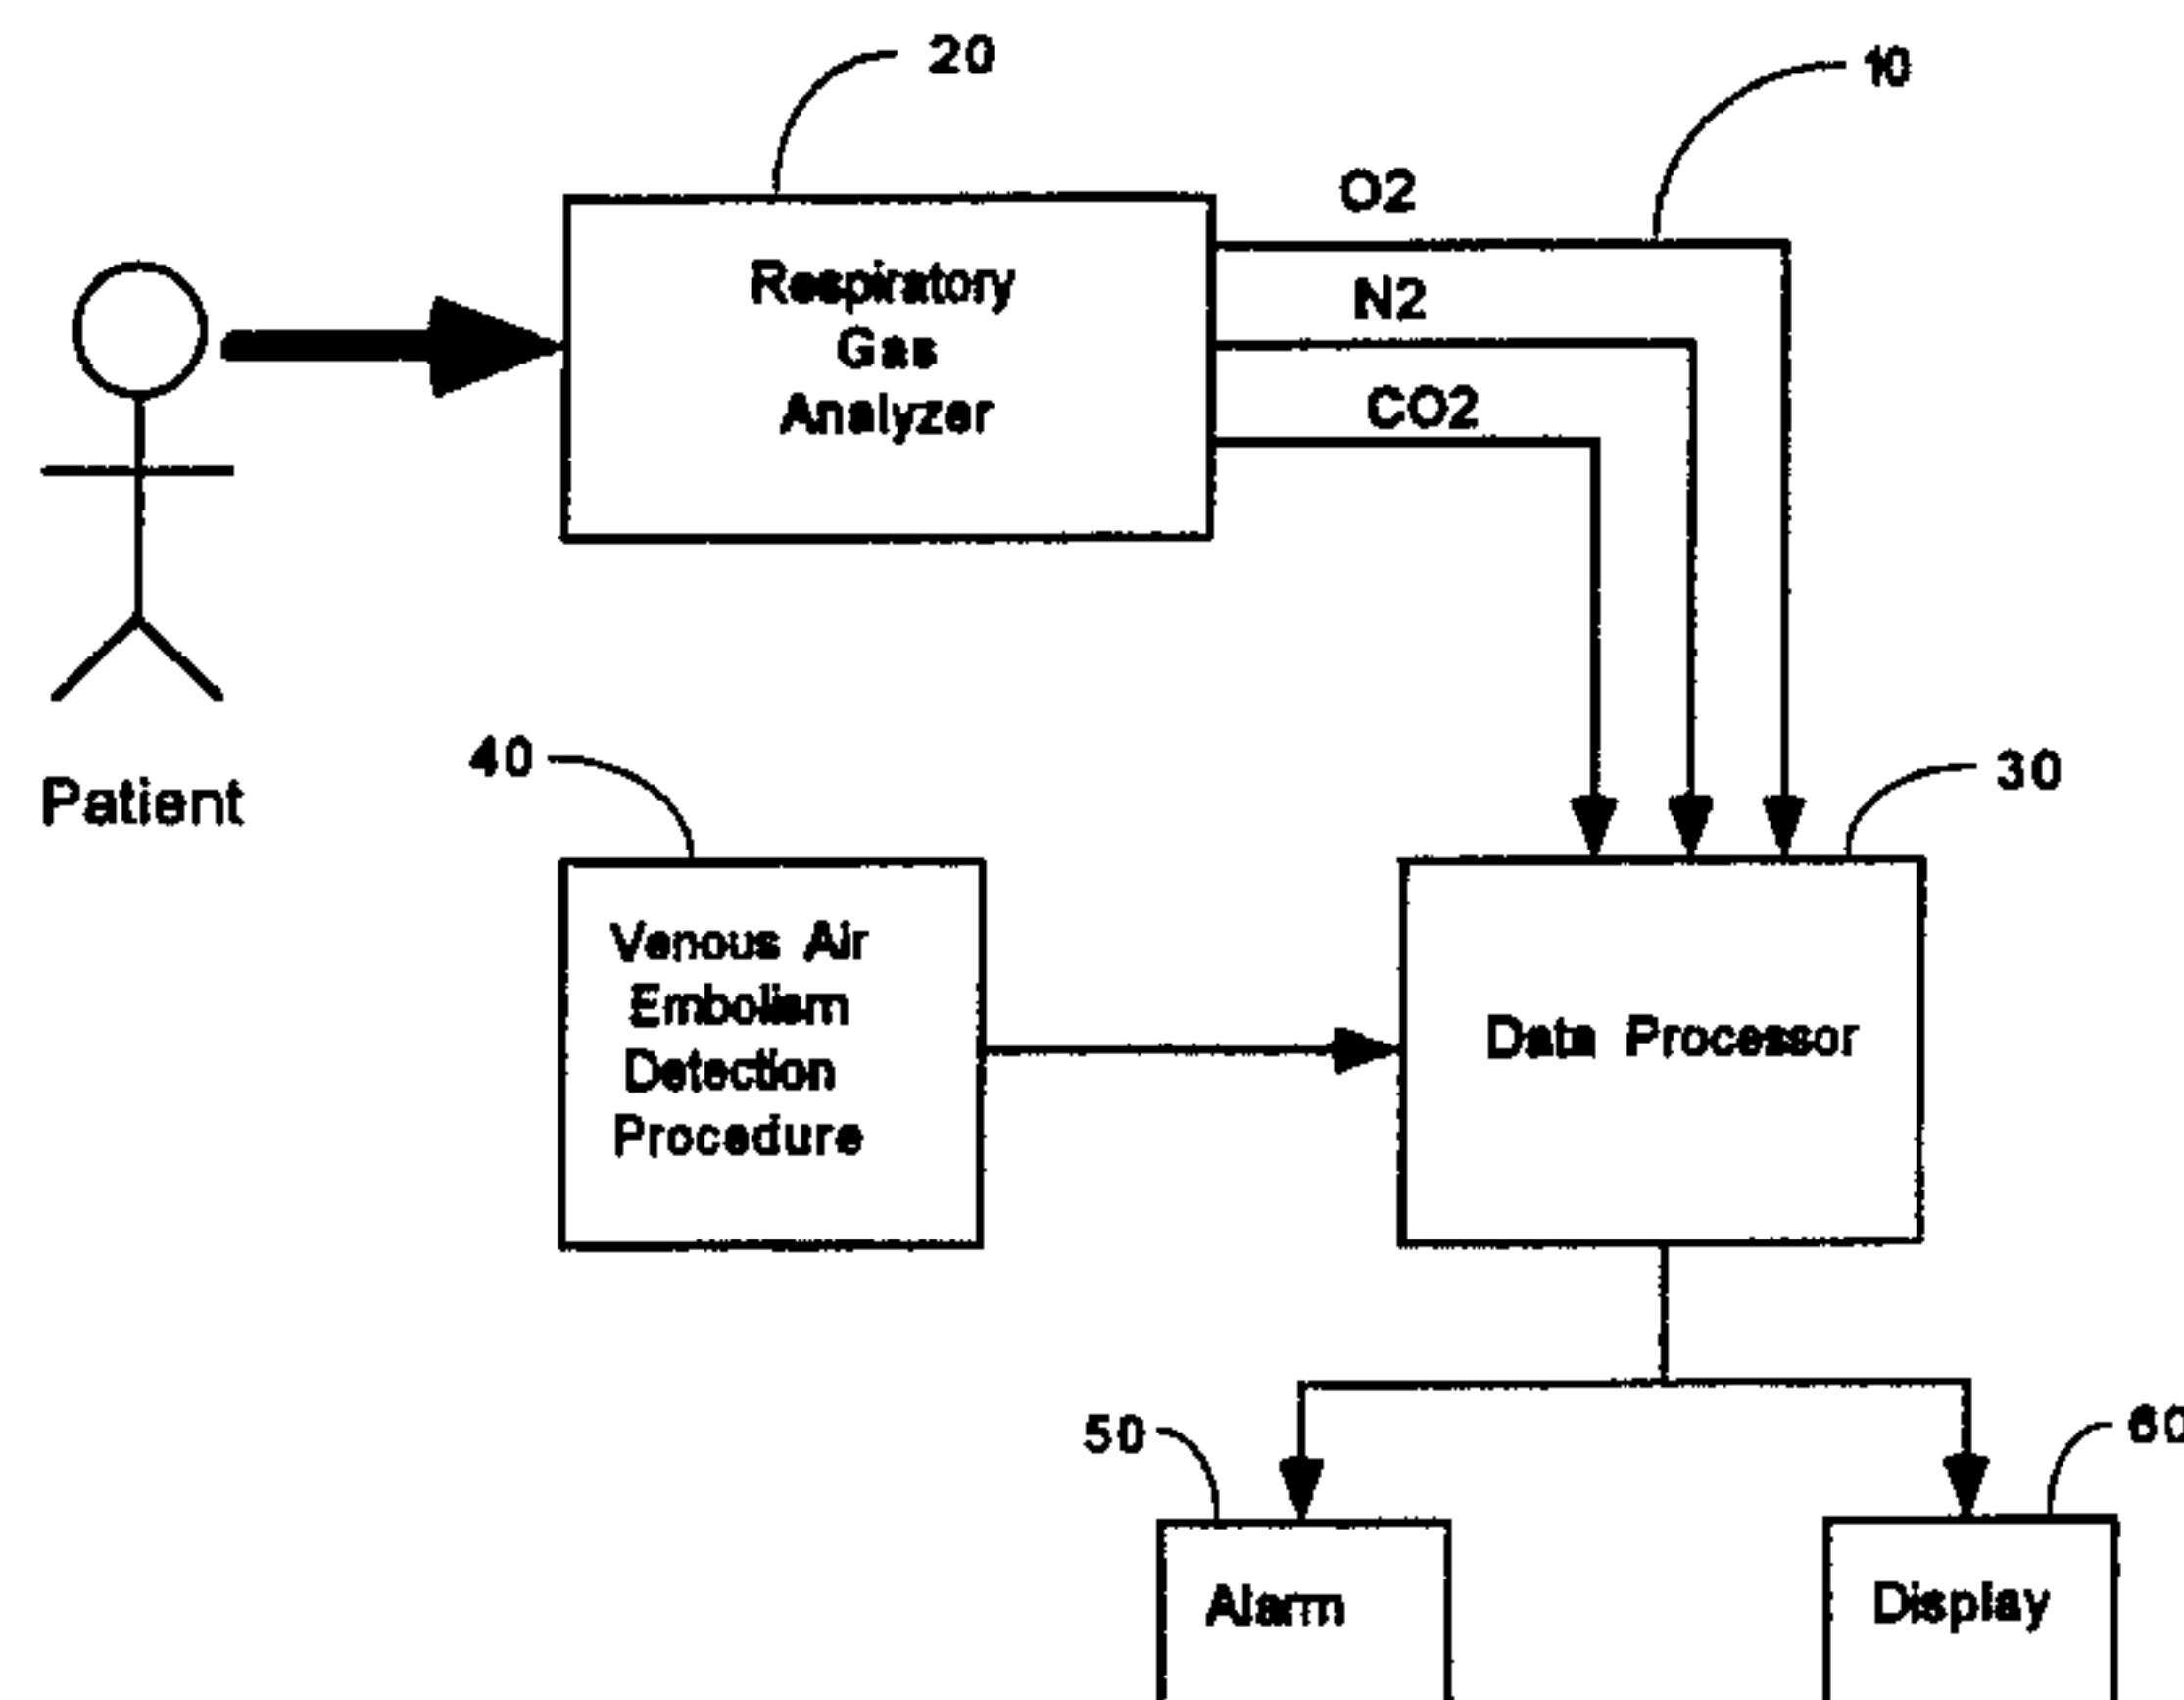 20
10
O2
Respiratory
Gas
Analyzer
N2
CO2
Patient
40
30
Venous Air
Embolism
Detection
Procedure
Data Processor
50
60
Alarm
Display